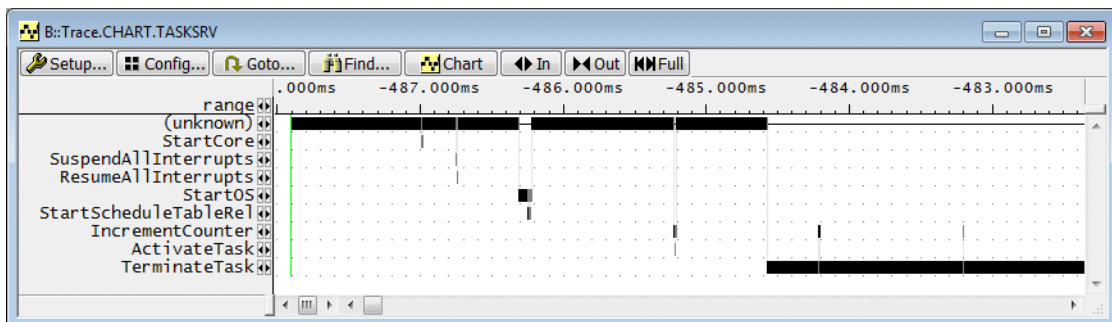 B::Trace.CHART.TASKSRV
Setup... Config... Goto... Find... Chart In Out Full
.000ms -487.000ms -486.000ms -485.000ms -484.000ms -483.000ms
range
(unknown)
StartCore
SuspendAllInterrupts
ResumeAllInterrupts
StartOS
StartScheduleTableRel
IncrementCounter
ActivateTask
TerminateTask